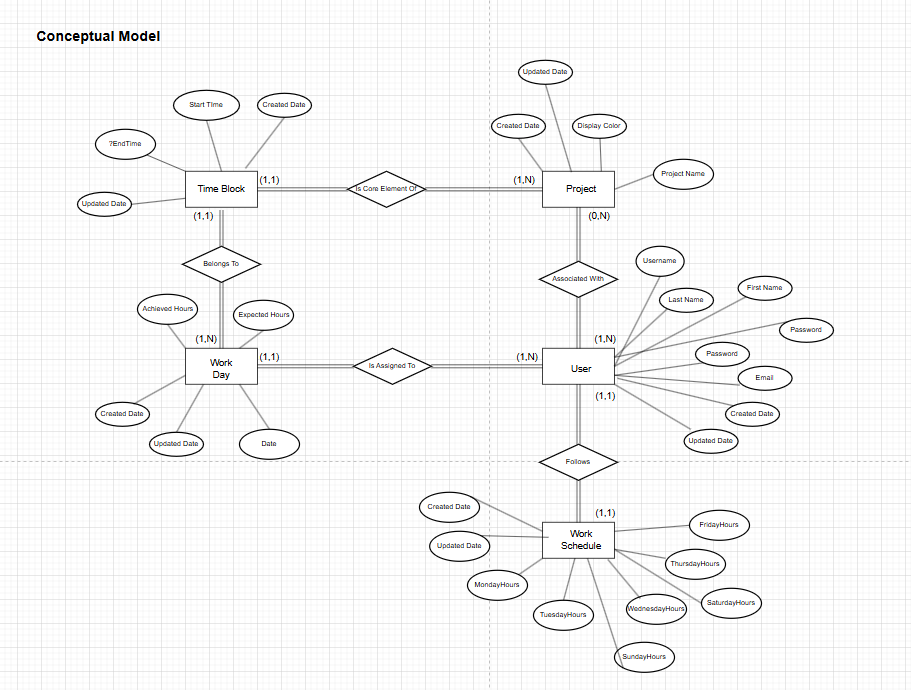 Conceptual Model
Updated Date
Start TIme
Created Date
Created Date
Display Color
?EndTime
Project Name
Time Block
(1,1)
Is Core Element Of
(1,N)
Project
Updated Date
(1,1)
(0,N)
Belongs To
Username
Associated With
First Name
Last Name
Achieved Hours
Expected Hours
Password
(1,N)
(1,N)
Password
Work
Day
(1,1)
Is Assigned To
(1,N)
User
Email
(1,1)
Created Date
Created Date
Updated Date
Date
Updated Date
Follows
Created Date
(1,1)
FridayHours
Work
Schedule
Updated Date
ThursdayHours
MondayHours
SaturdayHours
TuesdayHours
WednesdayHours
SundayHours